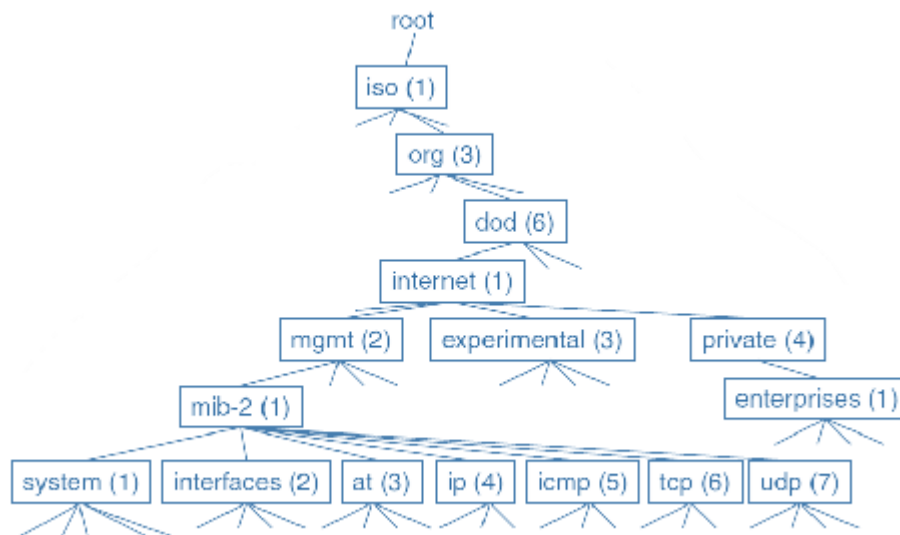 root
iso (1)
org (3)
dod (6)
internet (1)
mgmt (2) experimental (3) private (4)
mib-2 (1) enterprises (1)
system (1) interfaces (2) at (3) ip (4) icmp (5) tcp (6) udp (7)